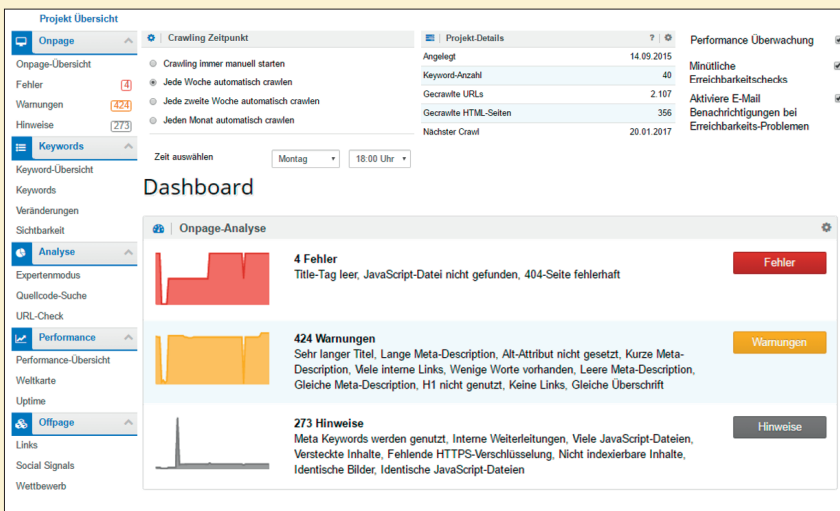 Projekt Übersicht
Onpage
Onpage-Übersicht
Fehler 4
Warnungen 424
Hinweise 273
Keywords
Keyword-Übersicht
Keywords
Veränderungen
Sichtbarkeit
Analyse
Expertenmodus
Quellcode-Suche
URL-Check
Performance
Performance-Übersicht
Weltkarte
Uptime
Offpage
Links
Social Signals
Wettbewerb
Crawling Zeitpunkt
Crawling immer manuell starten
Jede Woche automatisch crawlen
Jede zweite Woche automatisch crawlen
Jeden Monat automatisch crawlen
Zeit auswählen Montag 18:00 Uhr
Projekt-Details ?
Angelegt 14.09.2015
Keyword-Anzahl 40
Gecrawlte URLs 2.107
Gecrawlte HTML-Seiten 356
Nächster Crawl 20.01.2017
Performance Überwachung
Minütliche
Erreichbarkeitschecks
Aktiviere E-Mail
Benachrichtigungen bei
Erreichbarkeits-Problemen
Dashboard
Onpage-Analyse
4 Fehler
Title-Tag leer, JavaScript-Datei nicht gefunden, 404-Seite fehlerhaft
Fehler
424 Warnungen
Sehr langer Titel, Lange Meta-Description, Alt-Attribut nicht gesetzt, Kurze Meta-
Description, Viele interne Links, Wenige Worte vorhanden, Leere Meta-Description,
Gleiche Meta-Description, H1 nicht genutzt, Keine Links, Gleiche Überschrift
Warnungen
273 Hinweise
Meta Keywords werden genutzt, Interne Weiterleitungen, Viele JavaScript-Dateien,
Versteckte Inhalte, Fehlende HTTPS-Verschlüsselung, Nicht indexierbare Inhalte,
Identische Bilder, Identische JavaScript-Dateien
Hinweise